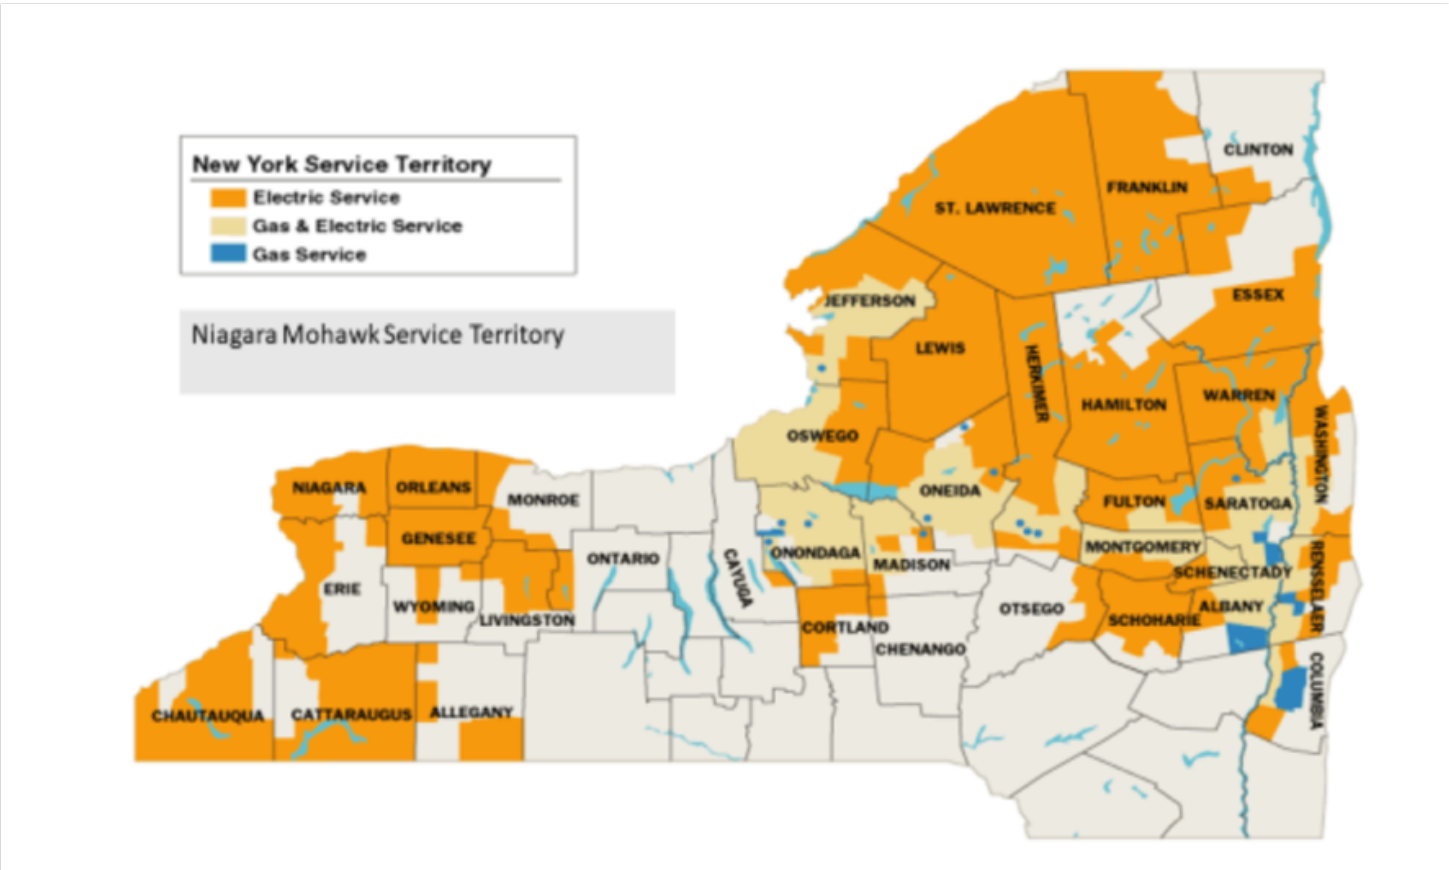 New York Service Territory
Electric Service
Gas & Electric Service
Gas Service
Niagara Mohawk Service Territory
CLINTON
FRANKLIN
ST. LAWRENCE
JEFFERSON
ESSEX
LEWIS
HERKIMER
HAMILTON
WARREN
WASHINGTON
OSWEGO
ONEIDA
FULTON
SARATOGA
NIAGARA
ORLEANS
MONROE
GENESEE
ONTARIO
CAYUGA
ONONDAGA
MADISON
MONTGOMERY
SCHENECTADY
RENSSELAER
ERIE
WYOMING
LIVINGSTON
CORTLAND
CHENANGO
OTSEGO
SCHOHARIE
ALBANY
COLUMBIA
CHAUTAUQUA
CATTARAUGUS
ALLEGANY